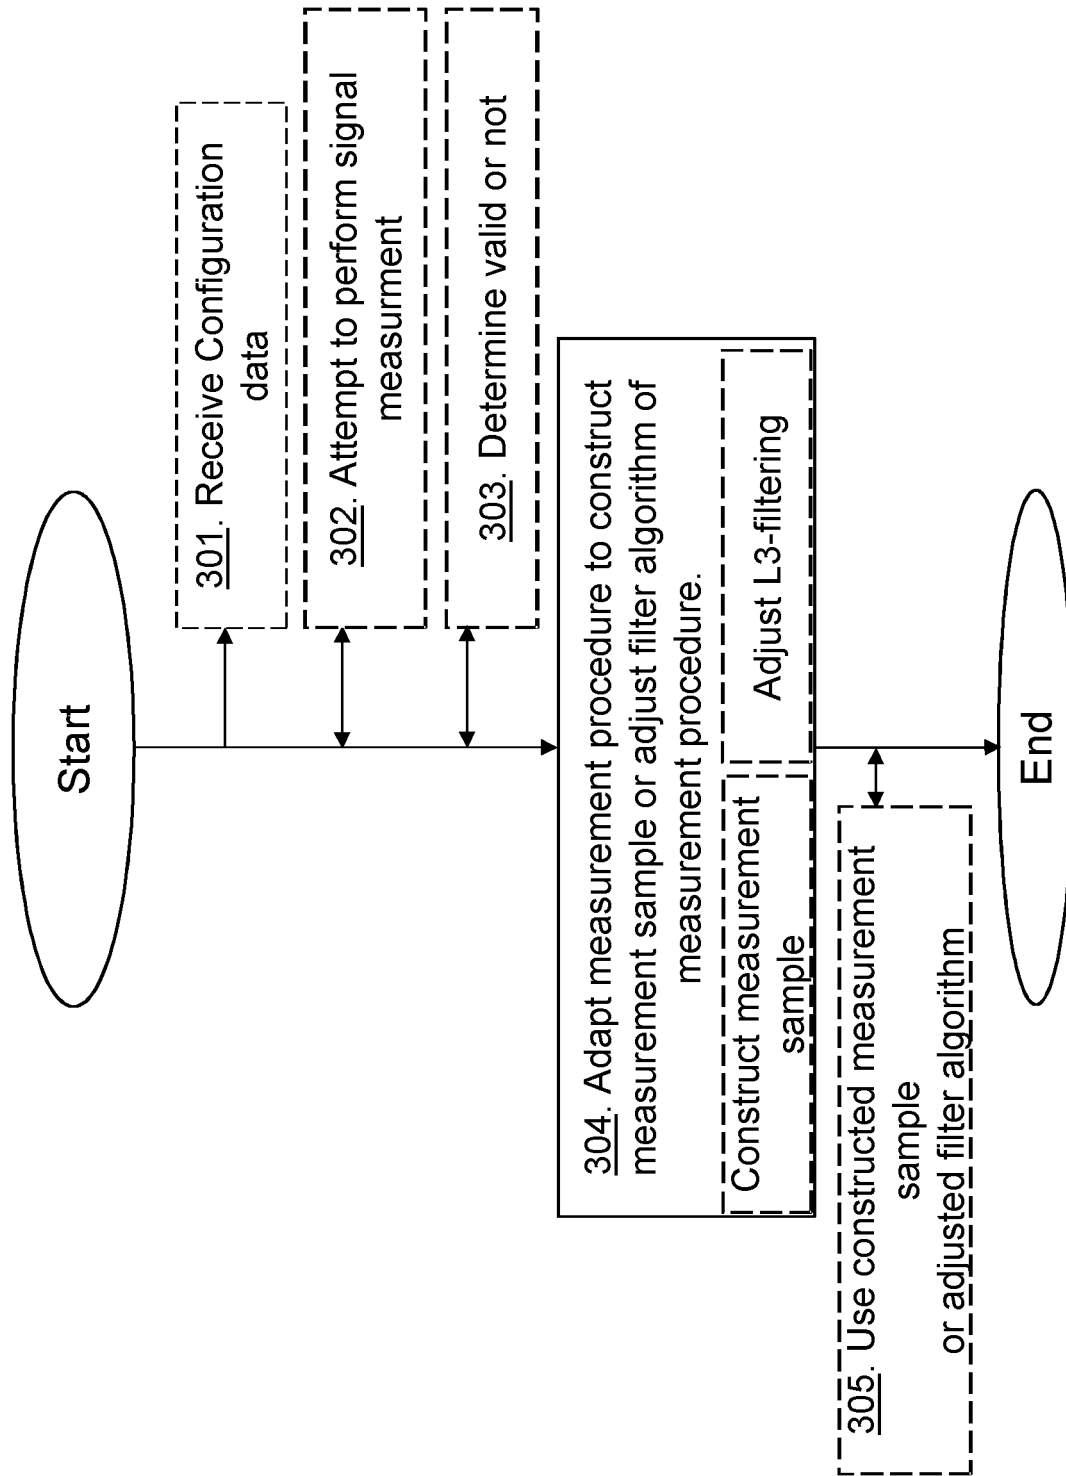 Start
301. Receive Configuration
data
302. Attempt to perform signal
measurment
303. Determine valid or not
304. Adapt measurement procedure to construct
measurement sample or adjust filter algorithm of
measurement procedure.
Construct measurement
sample
Adjust L3-filtering
305. Use constructed measurement
sample
or adjusted filter algorithm
End